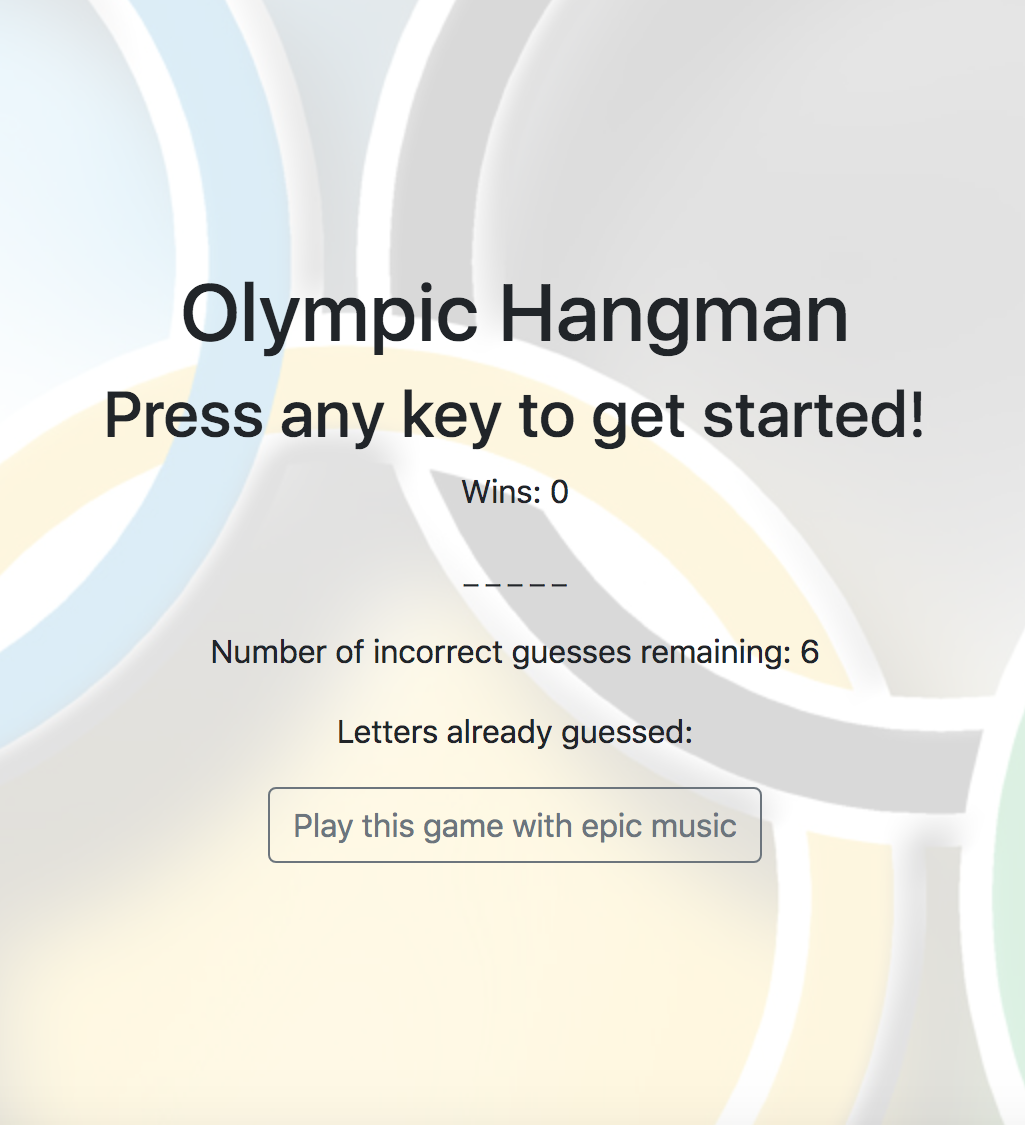 Olympic Hangman
Press any key to get started!
Wins: 0
_ _ _ _ _
Number of incorrect guesses remaining: 6
Letters already guessed:
Play this game with epic music